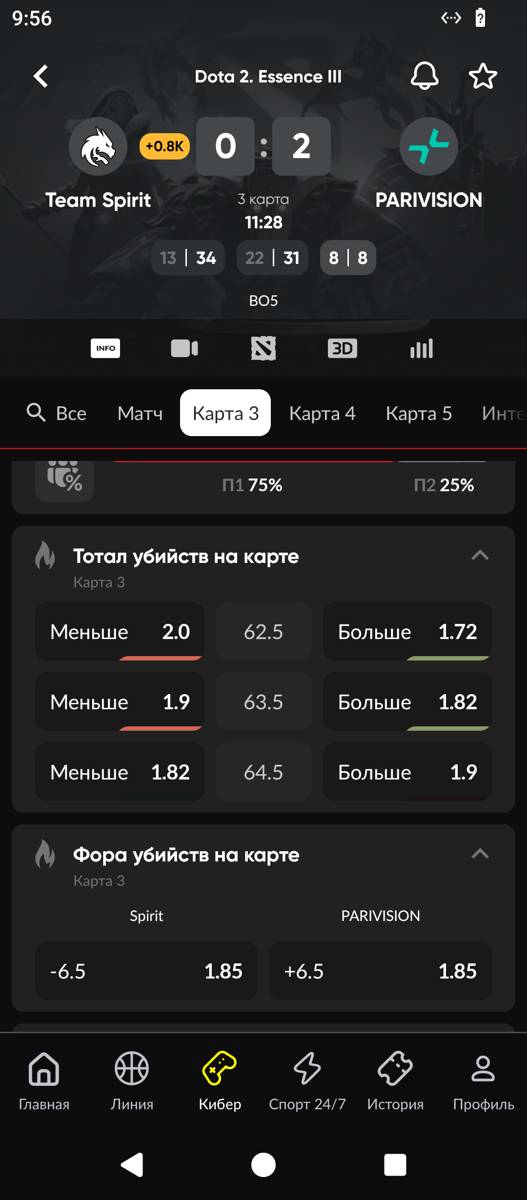 9:56
Dota 2. Essence III
+0.8K
0 : 2
Team Spirit
3 карта
PARIVISION
11:28
13 | 34
22 | 31
8 | 8
BO5
INFO
3D
Все
Матч
Карта 3
Карта 4
Карта 5
Инте
%
П1 75%
П2 25%
Тотал убийств на карте
Карта 3
Меньше 2.0 62.5 Больше 1.72
Меньше 1.9 63.5 Больше 1.82
Меньше 1.82 64.5 Больше 1.9
Фора убийств на карте
Карта 3
Spirit PARIVISION
-6.5 1.85 +6.5 1.85
Главная Линия Кибер Спорт 24/7 История Профиль